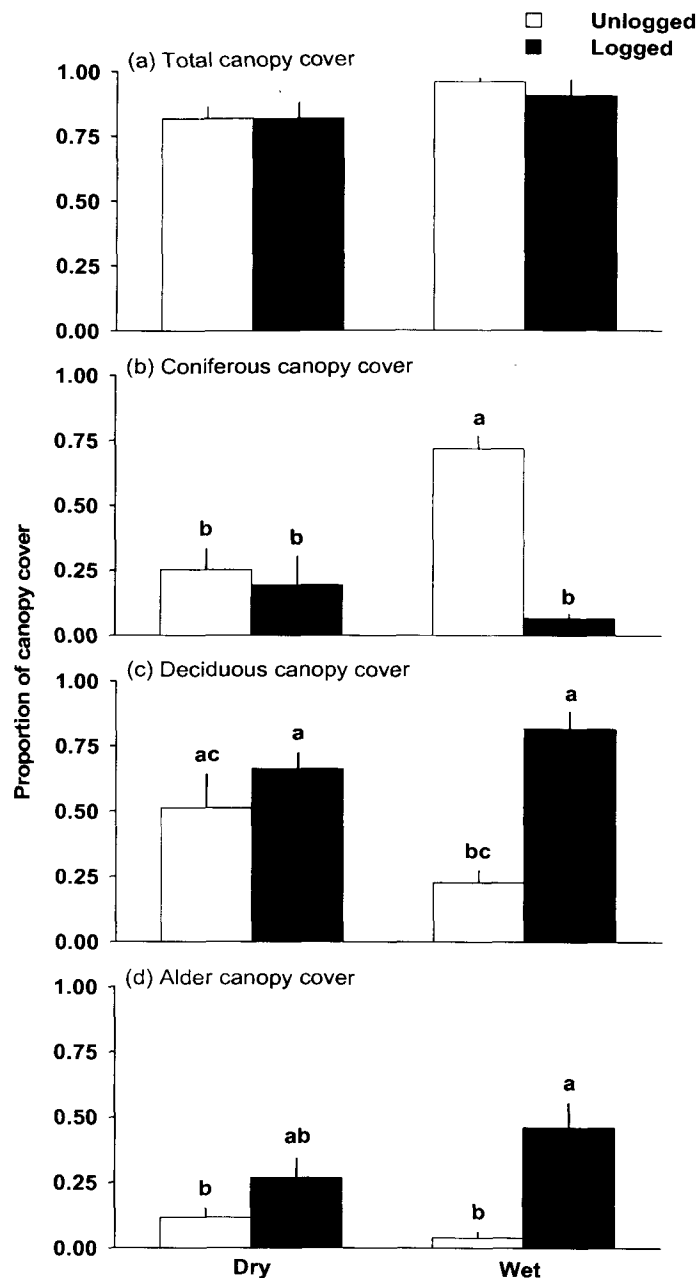 Unlogged
Logged
(a) Total canopy cover
1.00
0.75
0.50
0.25
0.00
(b) Coniferous canopy cover
1.00
0.75
0.50
0.25
0.00
b
b
a
b
Proportion of canopy cover
(c) Deciduous canopy cover
1.00
0.75
0.50
0.25
0.00
ac
a
bc
a
(d) Alder canopy cover
1.00
0.75
0.50
0.25
0.00
b
ab
b
a
Dry
Wet